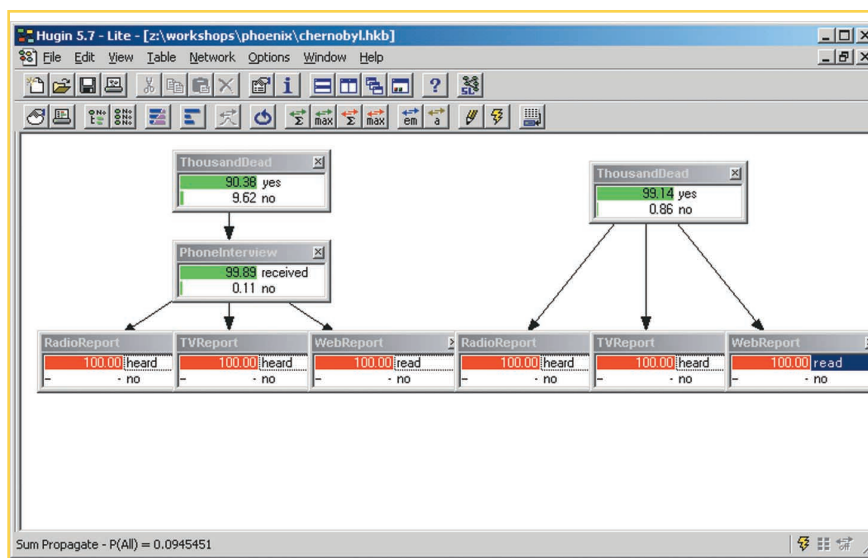 Hugin 5.7 - Lite - [z:\workshops\phoenix\chernobyl.hkb]
File Edit View Table Network Options Window Help
ThousandDead
90.38 yes
9.62 no
PhoneInterview
99.89 received
0.11 no
RadioReport
100.00 heard
- - no
TVReport
100.00 heard
- - no
WebReport
100.00 read
- - no
ThousandDead
99.14 yes
0.86 no
RadioReport
100.00 heard
- - no
TVReport
100.00 heard
- - no
WebReport
100.00 read
- - no
Sum Propagate - P(All) = 0.0945451